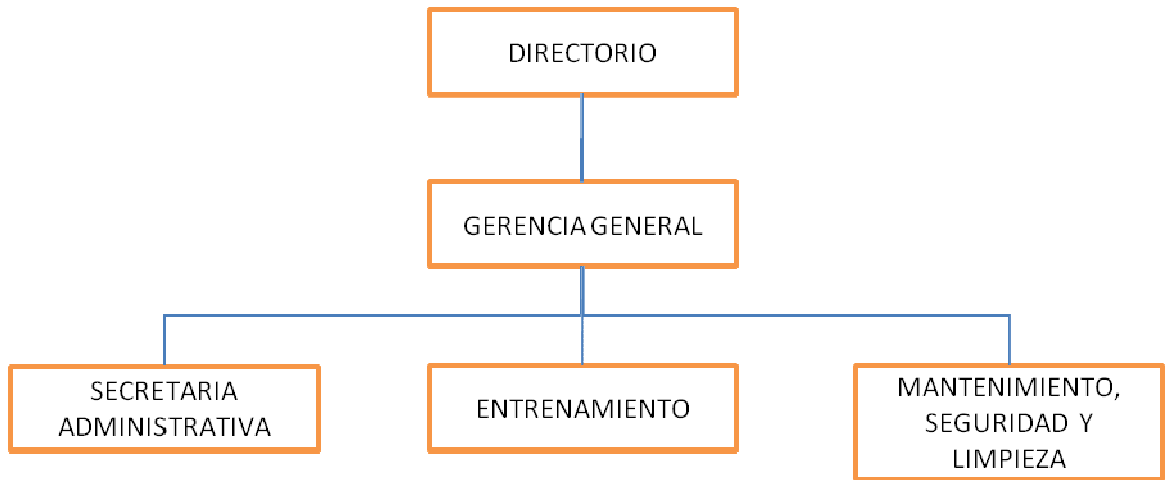 DIRECTORIO
GERENCIA GENERAL
SECRETARIA
ADMINISTRATIVA
ENTRENAMIENTO
MANTENIMIENTO,
SEGURIDAD Y
LIMPIEZA